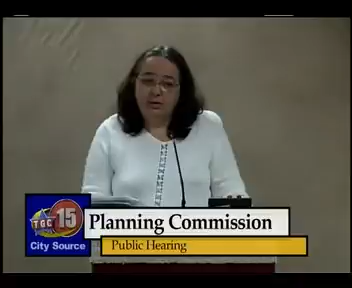 TGC 15
City Source
Planning Commission
Public Hearing